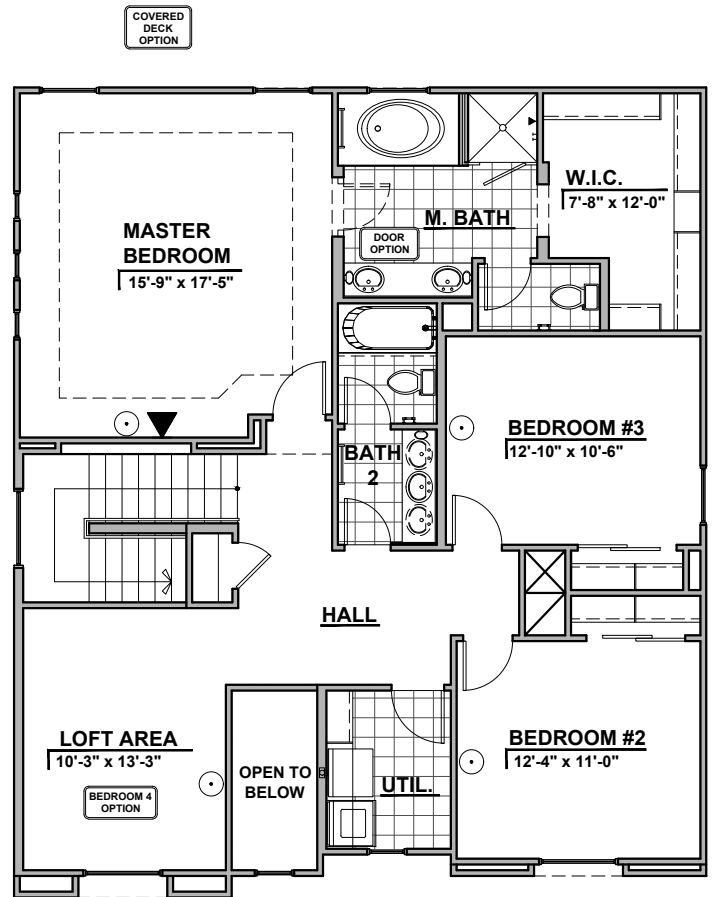 COVERED
DECK
OPTION
W.I.C.
7'-8" x 12'-0"
M. BATH
DOOR
OPTION
MASTER
BEDROOM
15'-9" x 17'-5"
BEDROOM #3
12'-10" x 10'-6"
BATH
2
HALL
LOFT AREA
10'-3" x 13'-3"
BEDROOM 4
OPTION
OPEN TO
BELOW
UTIL.
BEDROOM #2
12'-4" x 11'-0"